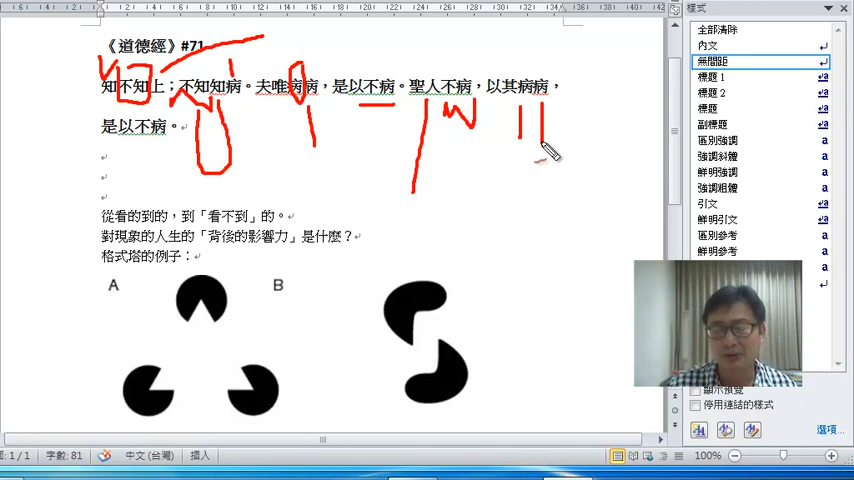 《道德經》#71
知不知上；不知知病。夫唯病病，是以不病。聖人不病，以其病病，
是以不病。
從看的到的，到「看不到」的。
對現象的人生的「背後的影響力」是什麼？
格式塔的例子：
A B
樣式
全部清除
內文
無間距
標題 1
標題 2
標題
副標題
區別強調
強調斜體
鮮明強調
強調粗體
引文
鮮明引文
區別參考
顯示預覽
停用連結的樣式
選項...
1 / 1 字數: 81 中文 (台灣) 插入 100%